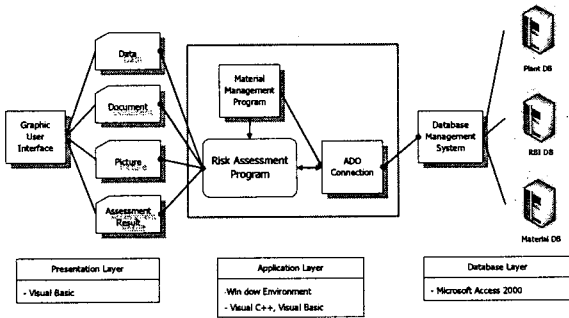 Data
Document
Picture
Assessment
Result
Graphic
User
Interface
Material
Management
Program
Risk Assessment
Program
ADO
Connection
Database
Management
System
Plant DB
RBI DB
Material DB
Presentation Layer
- Visual Basic
Application Layer
-Win dow Environment
- Visual C++, Visual Basic
Database Layer
- Microsoft Access 2000